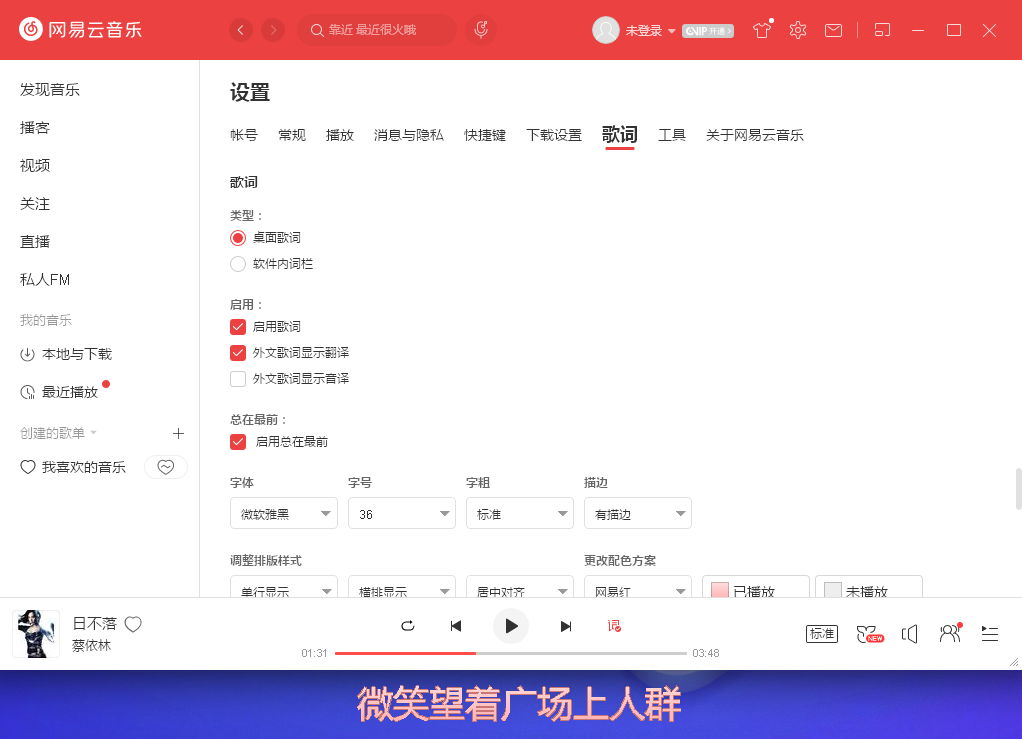 网易云音乐
靠近 最近很火哦
未登录
VIP开通
发现音乐
播客
视频
关注
直播
私人FM
我的音乐
本地与下载
最近播放
创建的歌单
我喜欢的音乐
设置
帐号 常规 播放 消息与隐私 快捷键 下载设置 歌词 工具 关于网易云音乐
歌词
类型：
桌面歌词
软件内词栏
启用：
启用歌词
外文歌词显示翻译
外文歌词显示音译
总在最前：
启用总在最前
字体 字号 字粗 描边
微软雅黑 36 标准 有描边
调整排版样式 更改配色方案
单行显示 横排显示 居中对齐 网易红 已播放 未播放
日不落
蔡依林
词
01:31 03:48
标准
NEW
微笑望着广场上人群